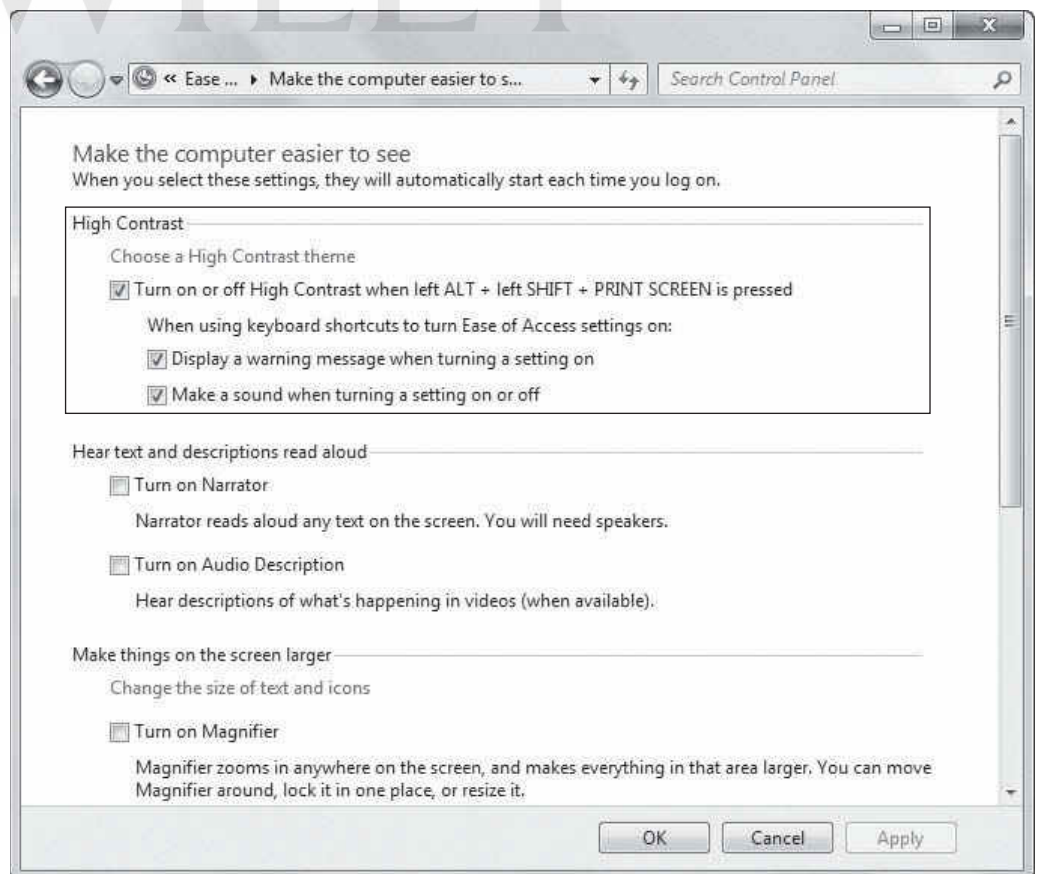 « Ease ... ▸ Make the computer easier to s...
Search Control Panel
Make the computer easier to see
When you select these settings, they will automatically start each time you log on.
High Contrast
Choose a High Contrast theme
Turn on or off High Contrast when left ALT + left SHIFT + PRINT SCREEN is pressed
When using keyboard shortcuts to turn Ease of Access settings on:
Display a warning message when turning a setting on
Make a sound when turning a setting on or off
Hear text and descriptions read aloud
Turn on Narrator
Narrator reads aloud any text on the screen. You will need speakers.
Turn on Audio Description
Hear descriptions of what's happening in videos (when available).
Make things on the screen larger
Change the size of text and icons
Turn on Magnifier
Magnifier zooms in anywhere on the screen, and makes everything in that area larger. You can move
Magnifier around, lock it in one place, or resize it.
OK Cancel Apply